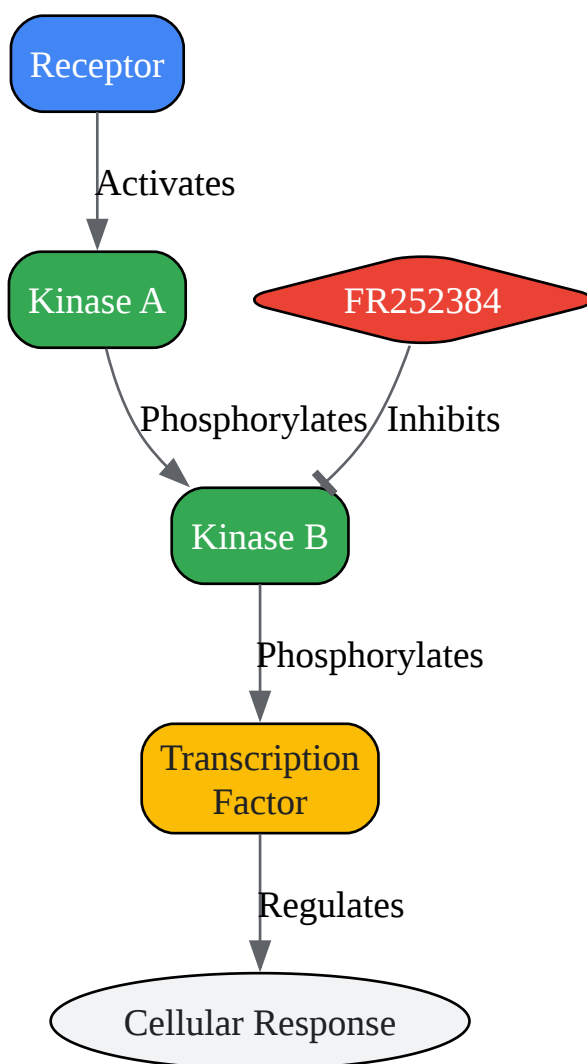 Receptor
Activates
Kinase A
FR252384
Phosphorylates
Inhibits
Kinase B
Phosphorylates
Transcription
Factor
Regulates
Cellular Response